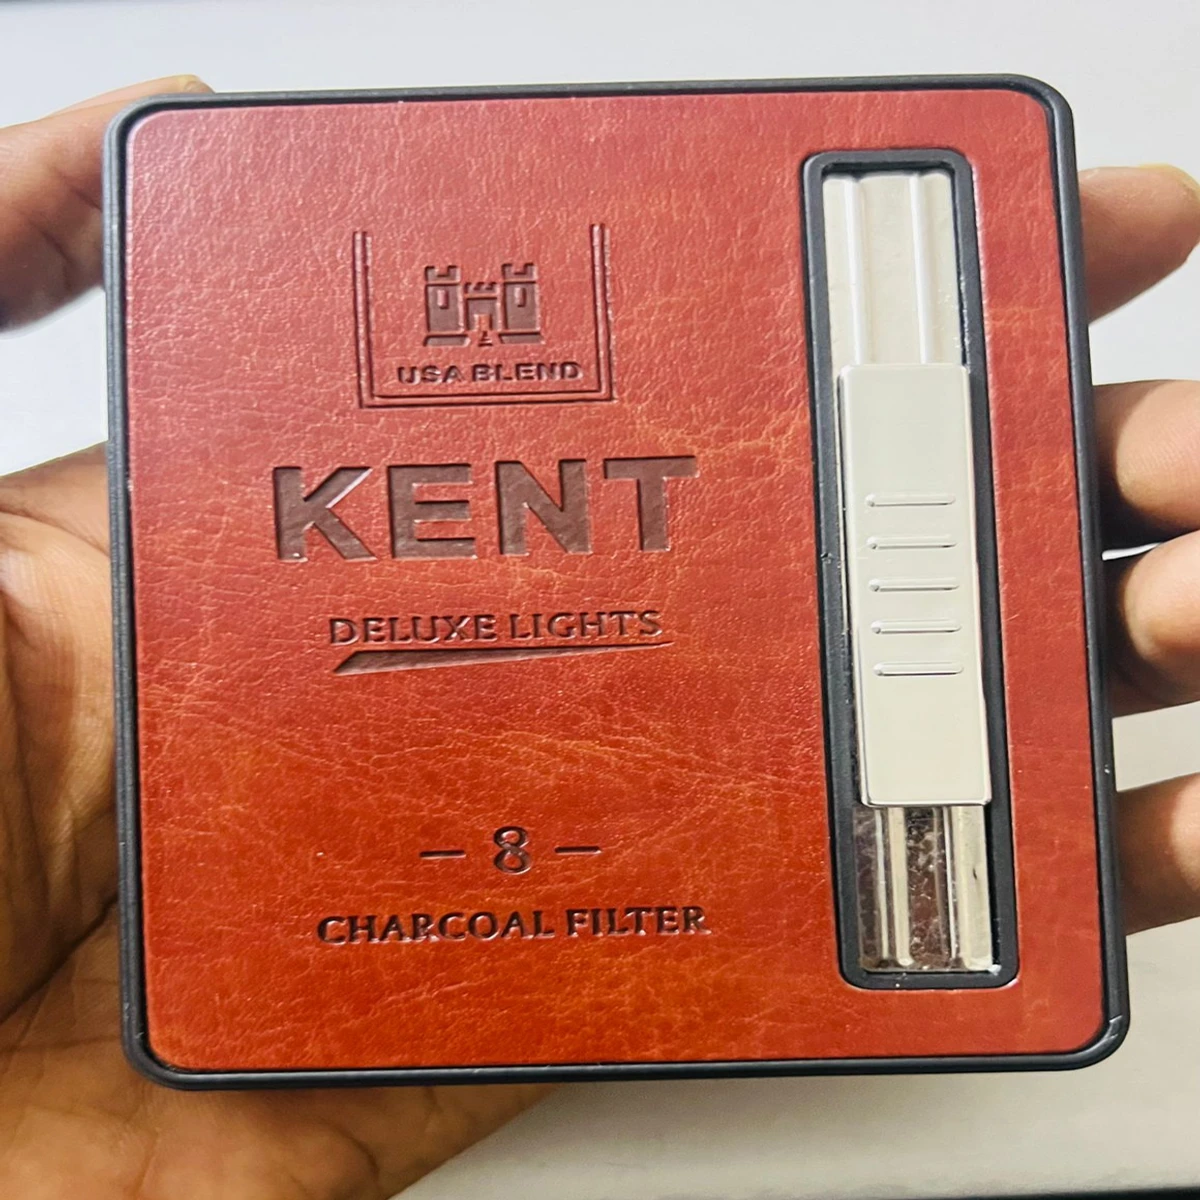 USA BLEND
KENT
DELUXE LIGHTS
– 8 –
CHARCOAL FILTER